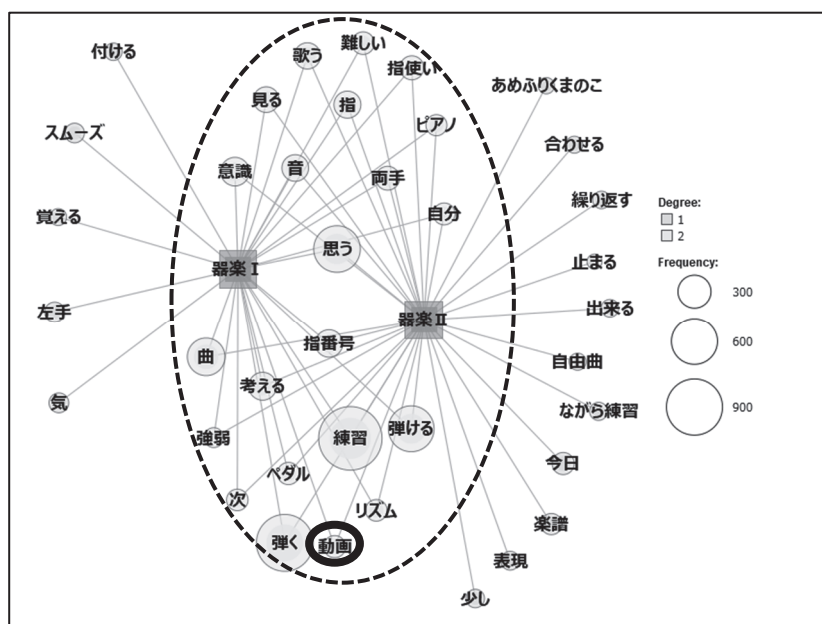 付ける
歌う
難しい
指使い
見る
指
あめふりくまのこ
スムーズ
ピアノ
合わせる
意識
音
両手
繰り返す
覚える
自分
思う
器楽Ⅰ
止まる
左手
出来る
器楽Ⅱ
曲
指番号
自由曲
考える
気
ながら練習
強弱
練習
弾ける
ペダル
今日
次
リズム
楽譜
弾く
動画
表現
少し
Degree:
1
2
Frequency:
300
600
900